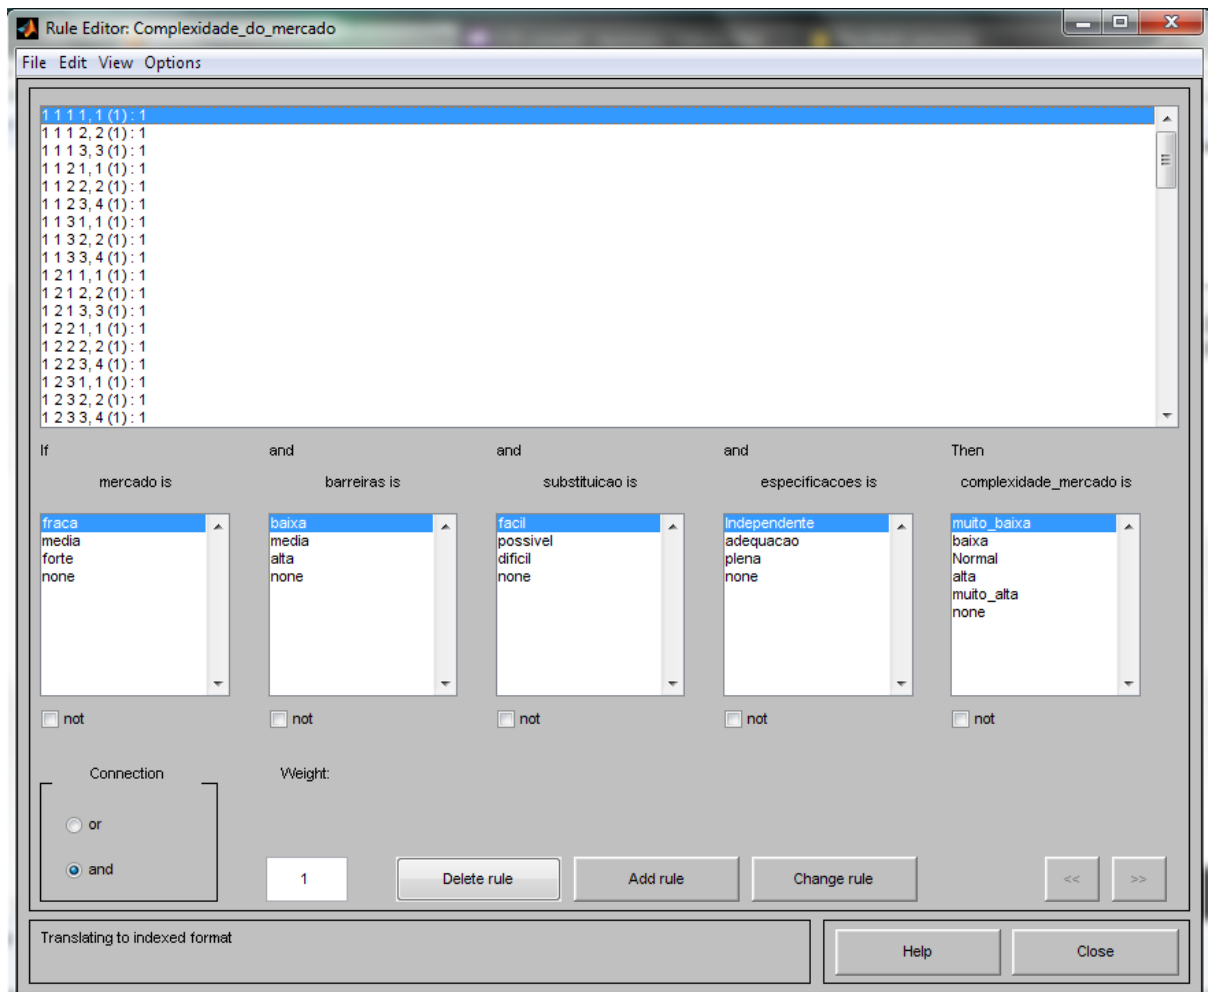 Rule Editor: Complexidade_do_mercado
File Edit View Options
1 1 1 1, 1 (1) : 1
1 1 1 2, 2 (1) : 1
1 1 1 3, 3 (1) : 1
1 1 2 1, 1 (1) : 1
1 1 2 2, 2 (1) : 1
1 1 2 3, 4 (1) : 1
1 1 3 1, 1 (1) : 1
1 1 3 2, 2 (1) : 1
1 1 3 3, 4 (1) : 1
1 2 1 1, 1 (1) : 1
1 2 1 2, 2 (1) : 1
1 2 1 3, 3 (1) : 1
1 2 2 1, 1 (1) : 1
1 2 2 2, 2 (1) : 1
1 2 2 3, 4 (1) : 1
1 2 3 1, 1 (1) : 1
1 2 3 2, 2 (1) : 1
1 2 3 3, 4 (1) : 1
If and and and Then
mercado is barreiras is substituicao is especificacoes is complexidade_mercado is
fraca baixa facil Independente muito_baixa
media media possivel adequacao baixa
forte alta dificil plena Normal
none none none none alta
muito_alta
none
not not not not not
Connection Weight:
or
and 1 Delete rule Add rule Change rule << >>
Translating to indexed format Help Close